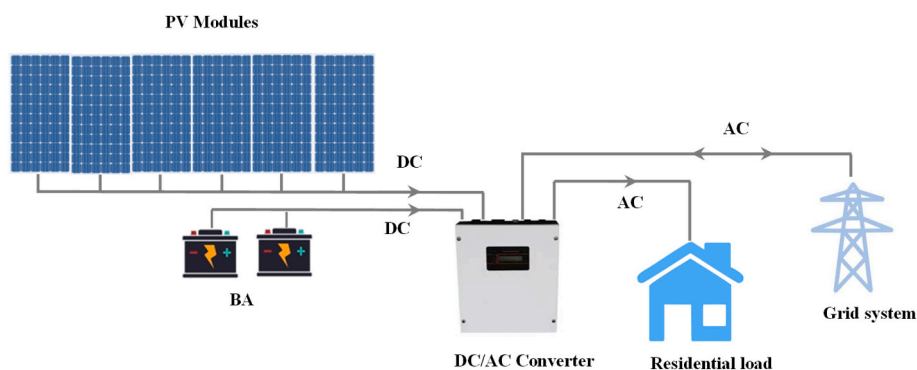 PV Modules
DC
AC
DC
AC
BA
Grid system
DC/AC Converter
Residential load